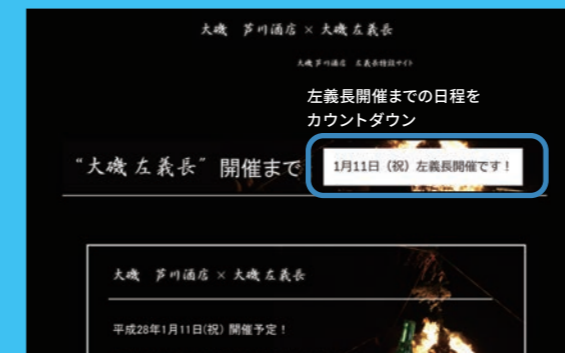 大磯　芦川酒店 × 大磯左義長
大磯芦川酒店　左義長特設サイト
左義長開催までの日程を
カウントダウン
“大磯左義長” 開催まで
1月11日（祝）左義長開催です！
大磯　芦川酒店 × 大磯左義長
平成28年1月11日(祝) 開催予定！